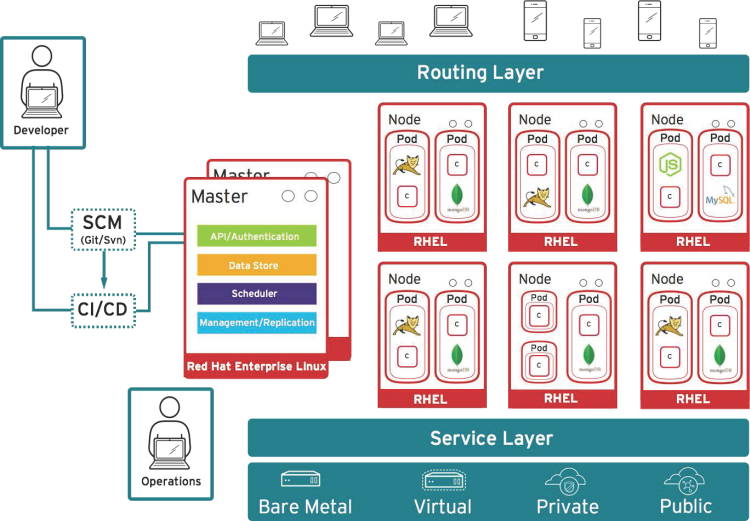 Routing Layer
Developer
SCM
(Git/Svn)
CI/CD
Master
Master
API/Authentication
Data Store
Scheduler
Management/Replication
Red Hat Enterprise Linux
Operations
Node
Pod
Pod
C
C
mongoDB
RHEL
Node
Pod
Pod
C
C
mongoDB
RHEL
Node
Pod
Pod
JS
C
C
MySQL
RHEL
Node
Pod
Pod
C
C
mongoDB
RHEL
Node
Pod
C
Pod
C
Pod
C
mongoDB
RHEL
Node
Pod
Pod
C
C
mongoDB
RHEL
Service Layer
Bare Metal
Virtual
Private
Public